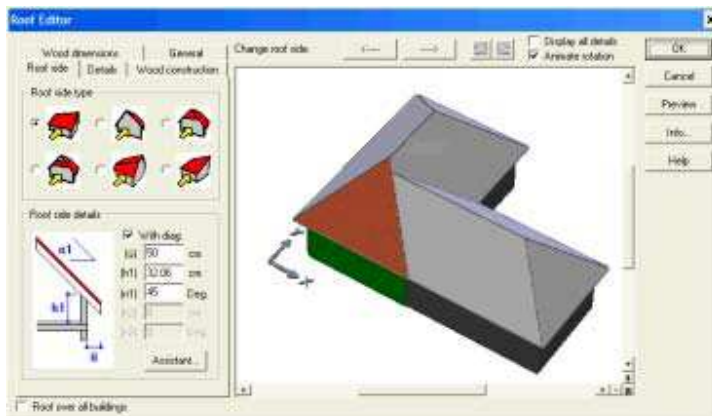 Roof Editor
Wood dimensions General
Roof side Details Wood construction
Change roof side: <--- --->
Display all details
Animate rotation
OK
Cancel
Preview
Info...
Help
Roof side type
Roof side details
With diag.
a1
h1
(ü) 50 cm
(h1) 32.06 cm
(a1) 45 Deg.
Assistant...
Y
X
Roof over all buildings